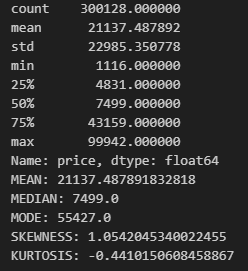 count    300128.000000
mean      21137.487892
std       22985.350778
min        1116.000000
25%        4831.000000
50%        7499.000000
75%       43159.000000
max       99942.000000
Name: price, dtype: float64
MEAN: 21137.487891832818
MEDIAN: 7499.0
MODE: 55427.0
SKEWNESS: 1.0542045340022455
KURTOSIS: -0.4410150608458867